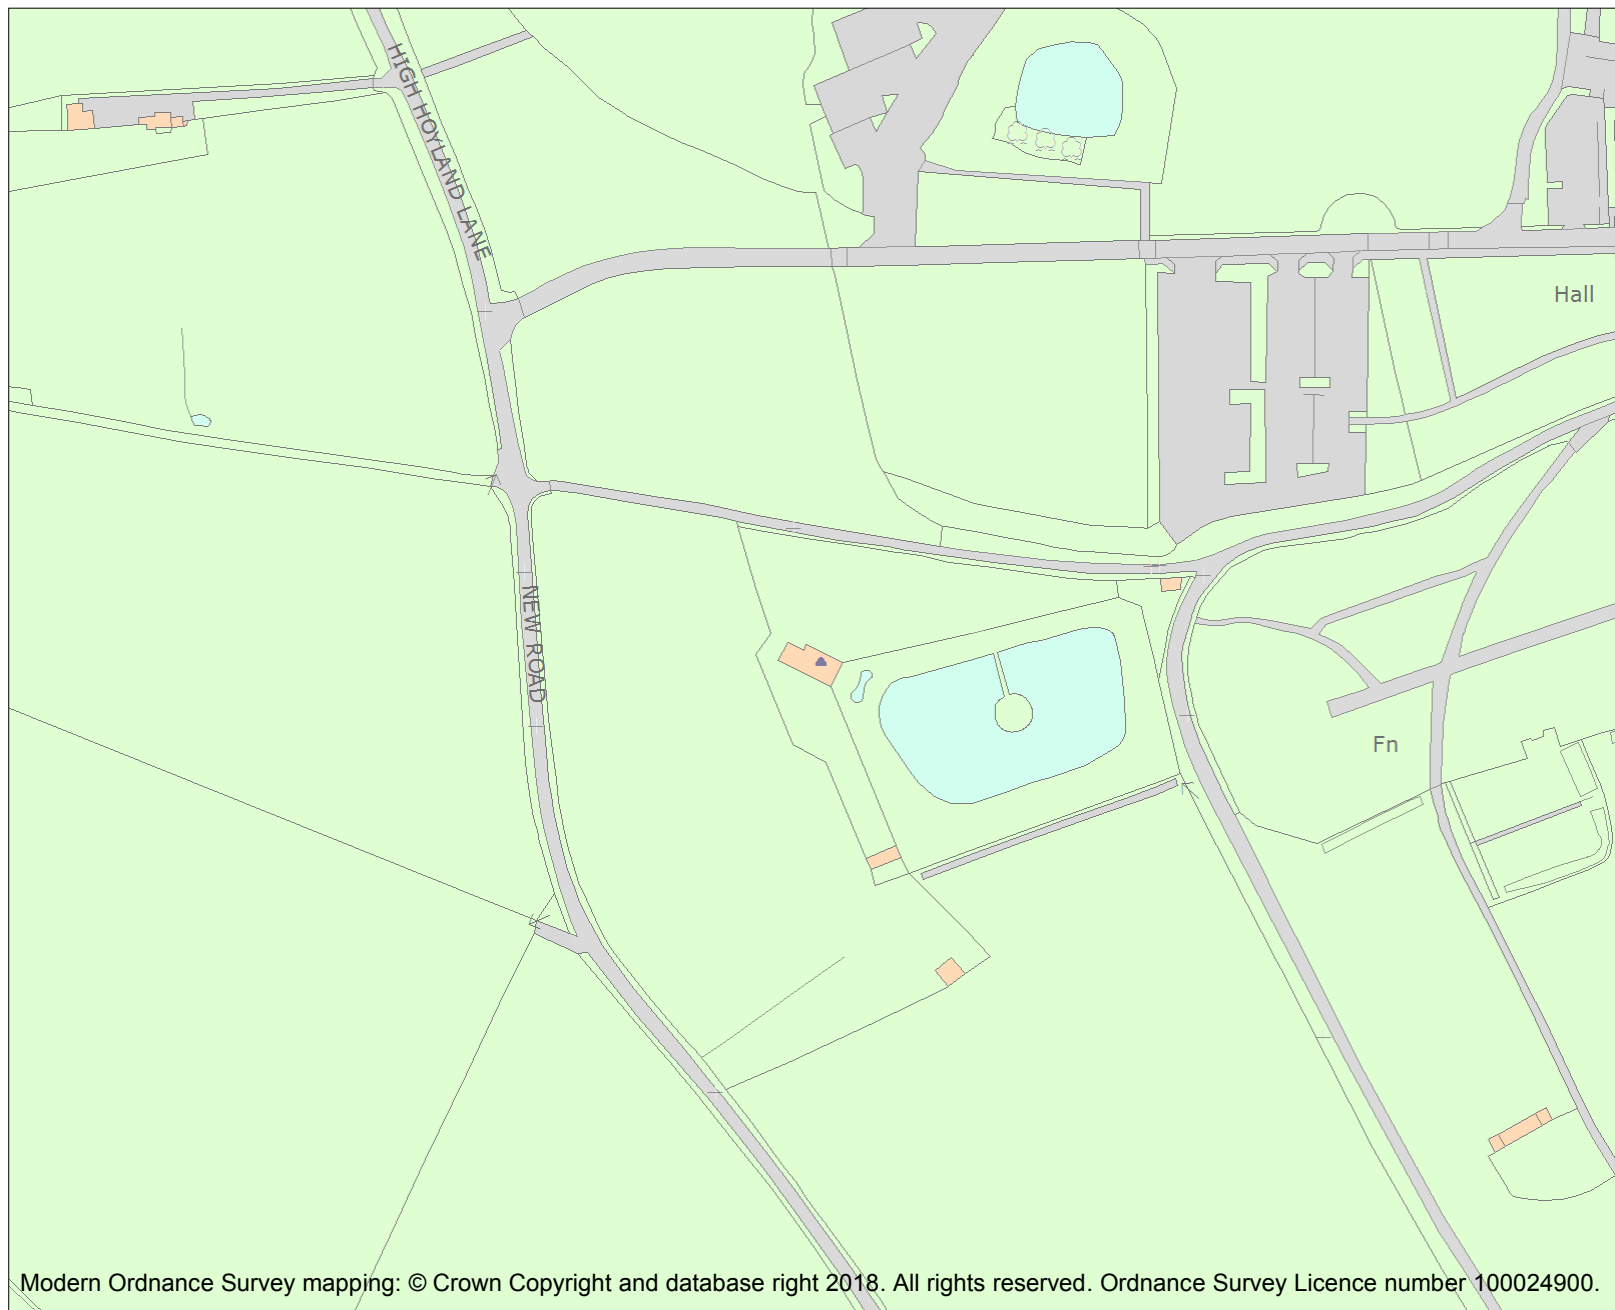 HIGH HOYLAND LANE
Hall
NEW ROAD
Fn
Modern Ordnance Survey mapping: © Crown Copyright and database right 2018. All rights reserved. Ordnance Survey Licence number 100024900.